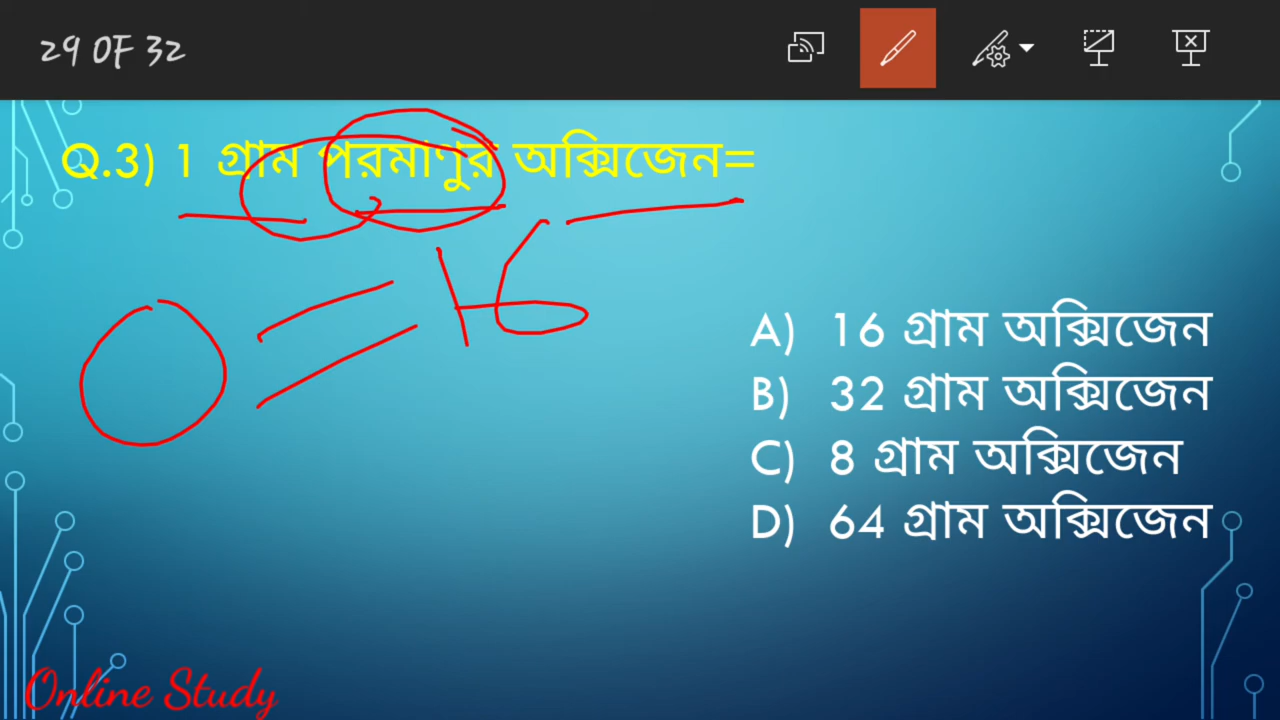 29 OF 32
Q.3) 1 গ্রাম পরমাণুর অক্সিজেন=
O = 16
A) 16 গ্রাম অক্সিজেন
B) 32 গ্রাম অক্সিজেন
C) 8 গ্রাম অক্সিজেন
D) 64 গ্রাম অক্সিজেন
Online Study